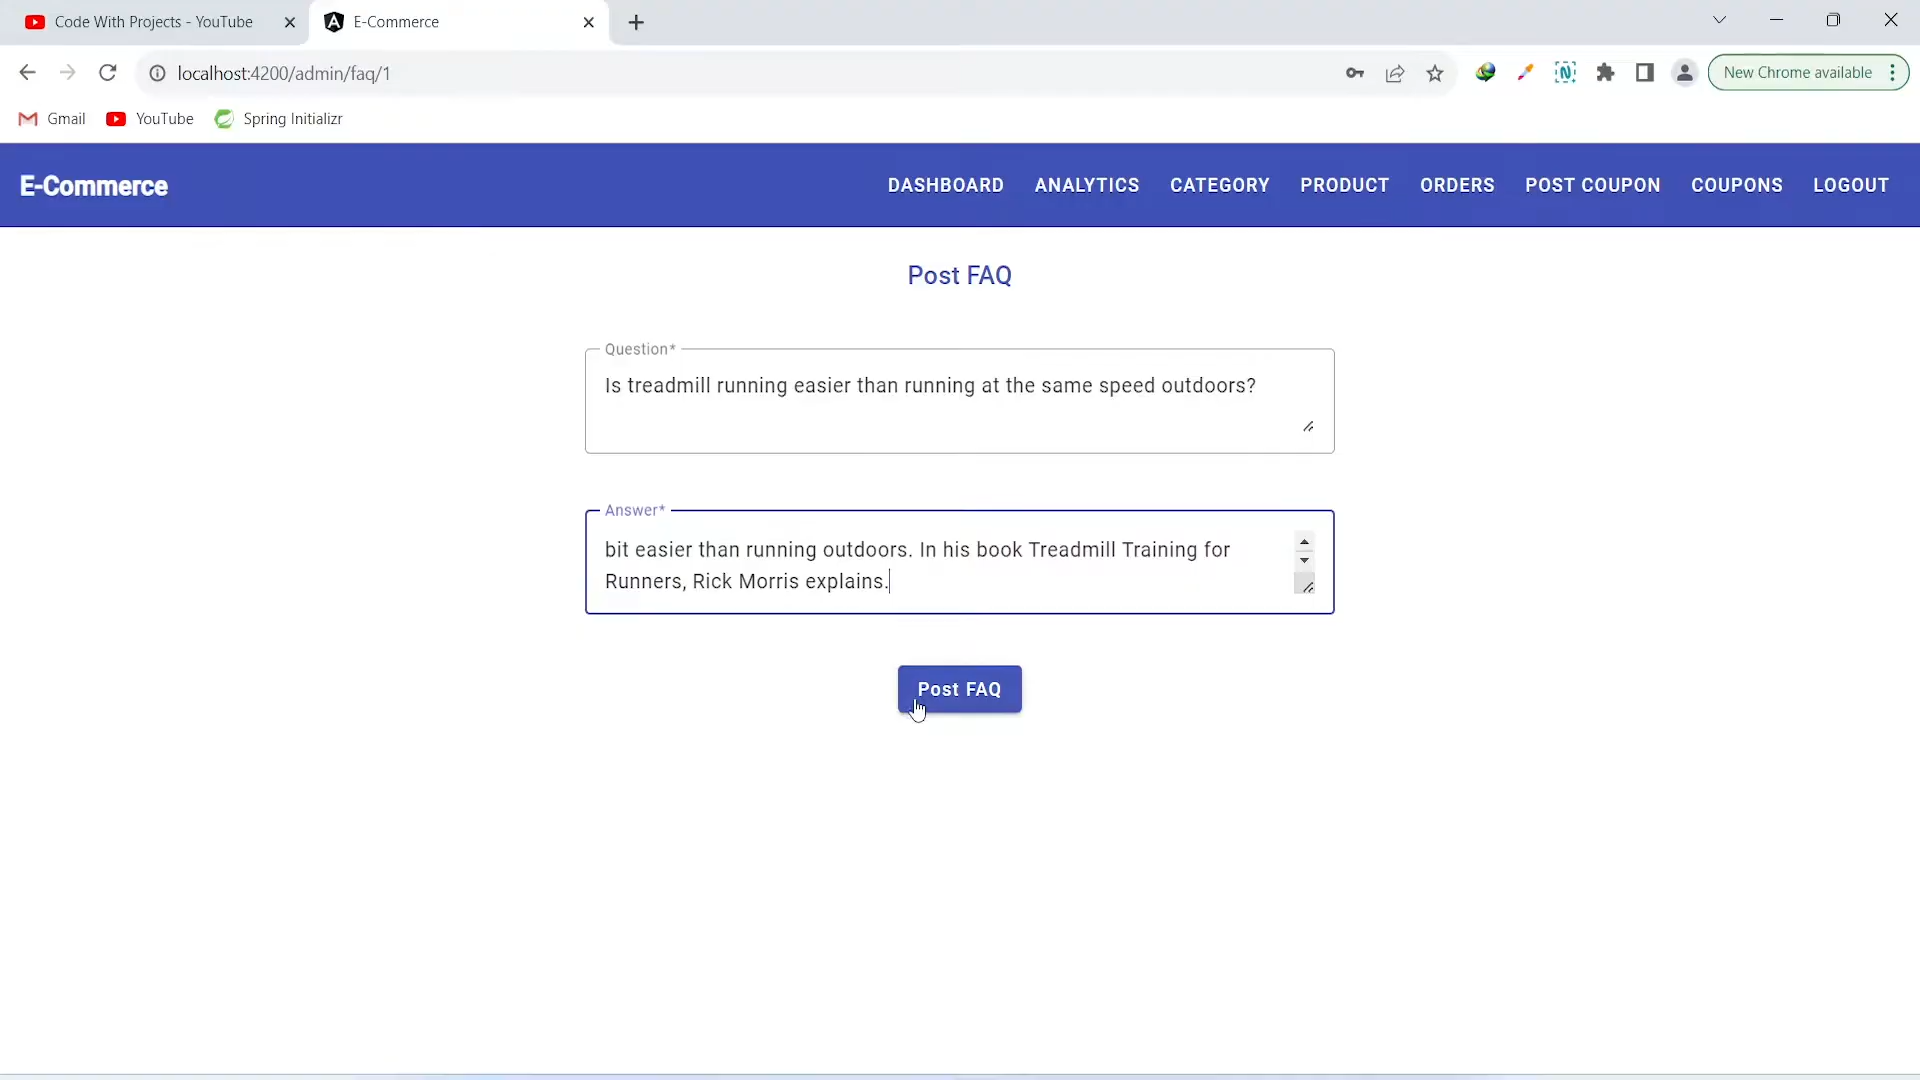 Code With Projects - YouTube
E-Commerce
localhost:4200/admin/faq/1
New Chrome available
Gmail
YouTube
Spring Initializr
E-Commerce
DASHBOARD
ANALYTICS
CATEGORY
PRODUCT
ORDERS
POST COUPON
COUPONS
LOGOUT
Post FAQ
Question*
Is treadmill running easier than running at the same speed outdoors?
Answer*
bit easier than running outdoors. In his book Treadmill Training for
Runners, Rick Morris explains.
Post FAQ